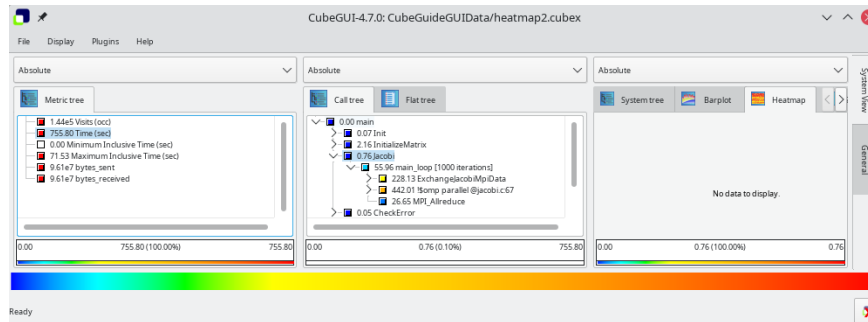 CubeGUI-4.7.0: CubeGuideGUIData/heatmap2.cubex
File Display Plugins Help
Absolute
Metric tree
1.44e5 Visits (occ)
755.80 Time (sec)
0.00 Minimum Inclusive Time (sec)
71.53 Maximum Inclusive Time (sec)
9.61e7 bytes_sent
9.61e7 bytes_received
0.00 755.80 (100.00%) 755.80
Absolute
Call tree Flat tree
0.00 main
0.07 Init
2.16 InitializeMatrix
0.76 Jacobi
55.96 main_loop [1000 iterations]
228.13 ExchangeJacobiMpiData
442.01 !$omp parallel @jacobi.c:67
26.65 MPI_Allreduce
0.05 CheckError
0.00 0.76 (0.10%) 755.80
Absolute
System tree Barplot Heatmap
No data to display.
0.00 0.76 (100.00%) 0.76
System View
General
Ready